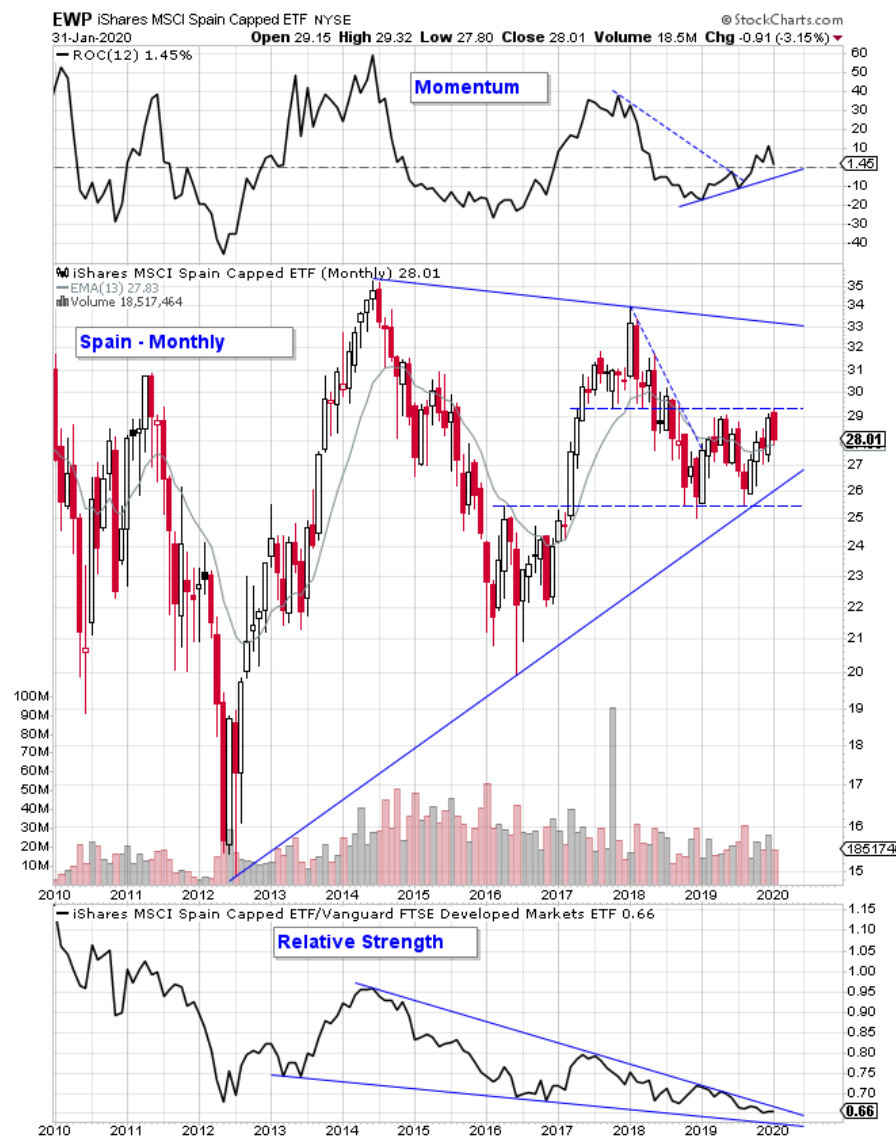 EWP iShares MSCI Spain Capped ETF NYSE © StockCharts.com
31-Jan-2020 Open 29.15 High 29.32 Low 27.80 Close 28.01 Volume 18.5M Chg -0.91 (-3.15%)
ROC(12) 1.45%
Momentum
60
50
40
30
20
10
1.45
-10
-20
-30
-40
iShares MSCI Spain Capped ETF (Monthly) 28.01
EMA(13) 27.83
Volume 18,517,464
Spain - Monthly
35
34
33
32
31
30
29
28.01
27
26
25
24
23
22
21
20
19
18
17
16
15
100M
90M
80M
70M
60M
50M
40M
30M
20M
10M
1851746
2010 2011 2012 2013 2014 2015 2016 2017 2018 2019 2020
iShares MSCI Spain Capped ETF/Vanguard FTSE Developed Markets ETF 0.66
Relative Strength
1.15
1.10
1.05
1.00
0.95
0.90
0.85
0.80
0.75
0.70
0.66
2010 2011 2012 2013 2014 2015 2016 2017 2018 2019 2020